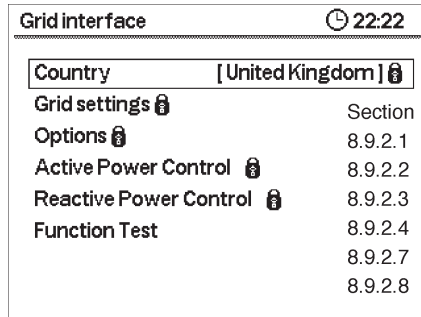 Grid interface 22:22
Country [ United Kingdom ]
Grid settings Section
Options 8.9.2.1
Active Power Control 8.9.2.2
Reactive Power Control 8.9.2.3
Function Test 8.9.2.4
8.9.2.7
8.9.2.8